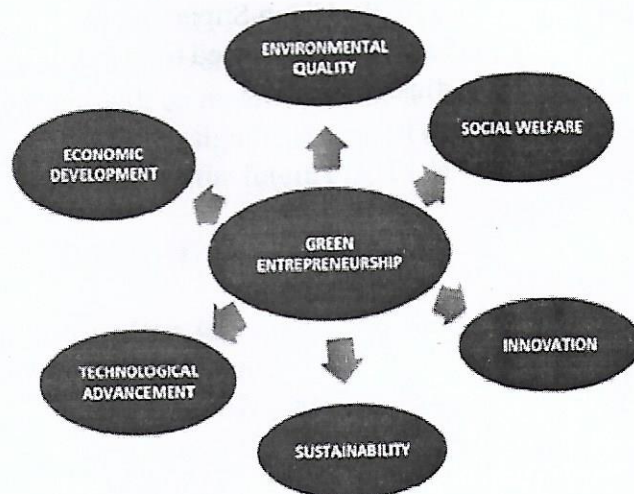 ENVIRONMENTAL
QUALITY
SOCIAL WELFARE
ECONOMIC
DEVELOPMENT
GREEN
ENTREPRENEURSHIP
INNOVATION
TECHNOLOGICAL
ADVANCEMENT
SUSTAINABILITY